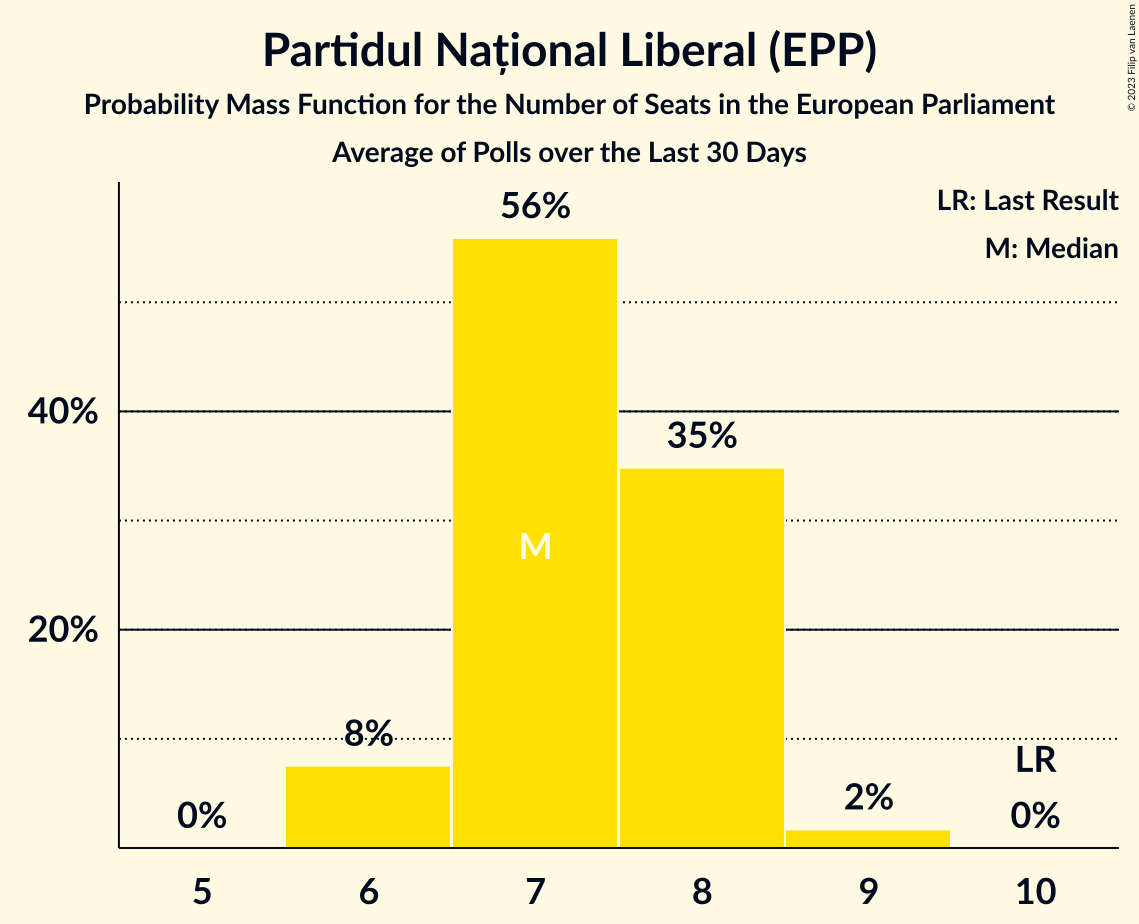 Partidul Național Liberal (EPP)
Probability Mass Function for the Number of Seats in the European Parliament
Average of Polls over the Last 30 Days
© 2023 Filip van Laenen
LR: Last Result
M: Median
56%
40%
35%
M
20%
8%
LR
2%
0%
0%
5 6 7 8 9 10